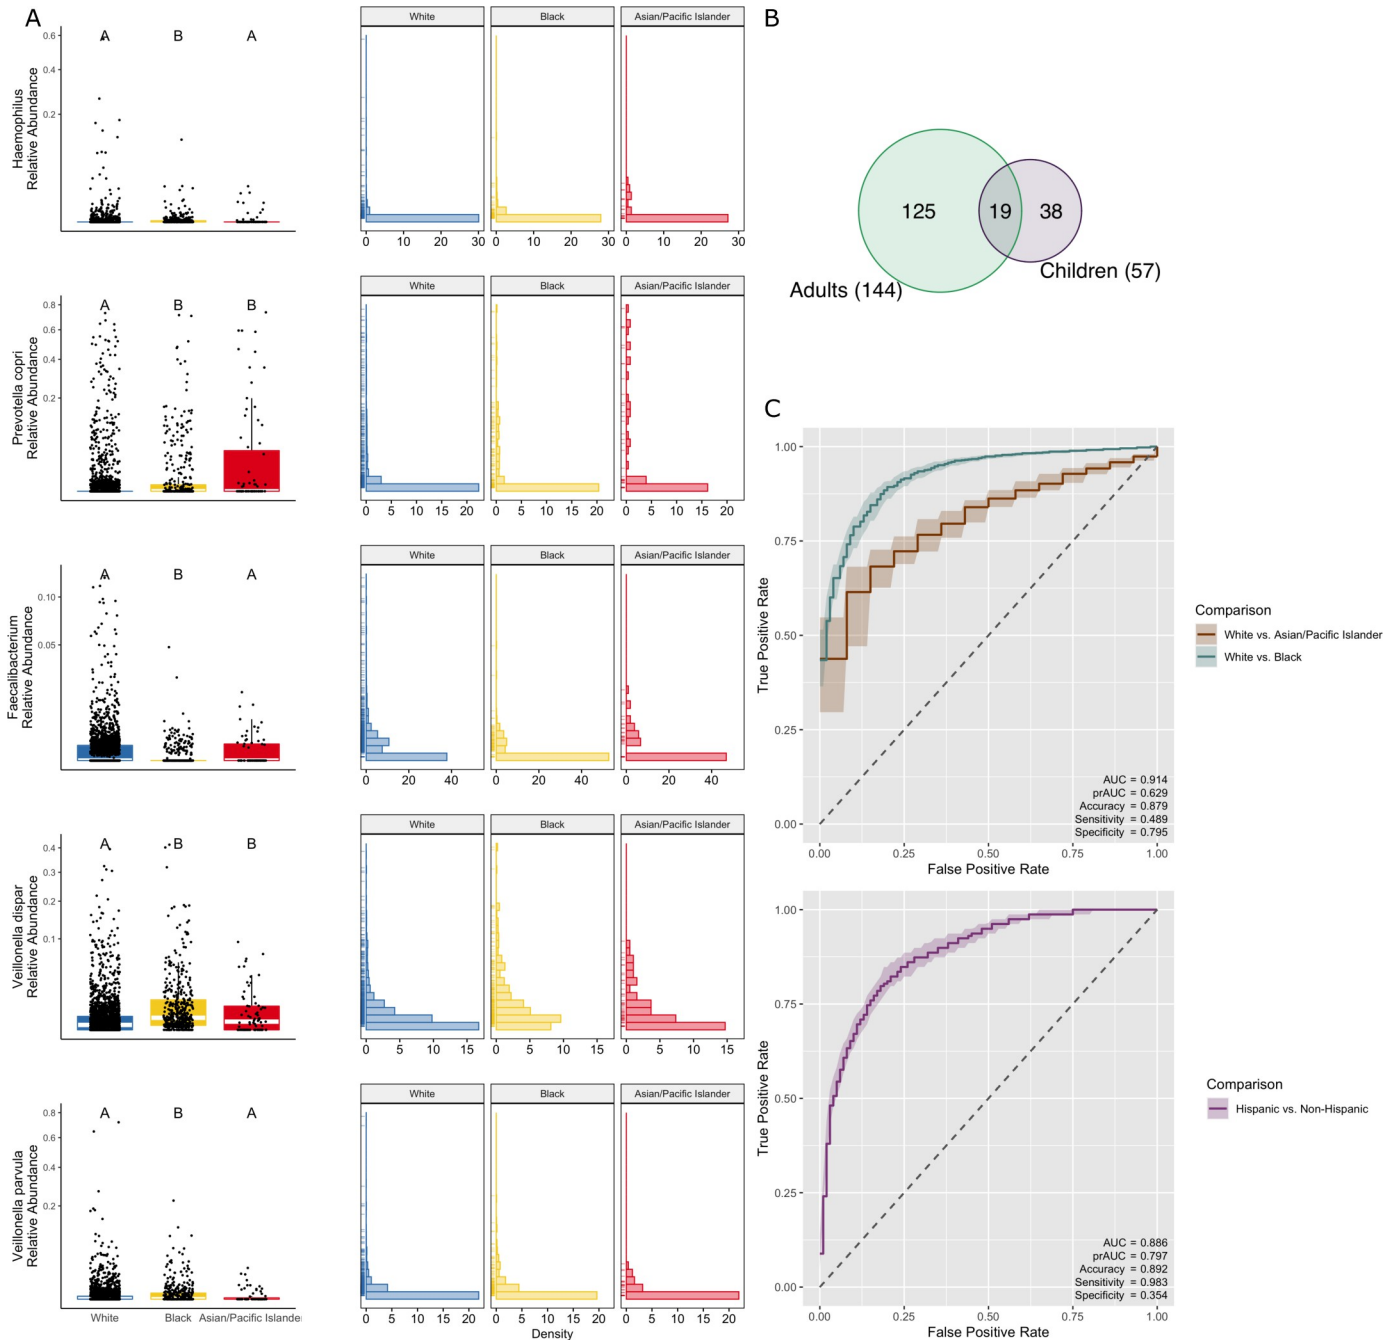 A
White
Black
Asian/Pacific Islander
B
A
B
A
0.6
0.4
0.2
Haemophilus
Relative Abundance
0 10 20 30
0 10 20 30
0 10 20 30
125
19
38
Children (57)
Adults (144)
White
Black
Asian/Pacific Islander
A
B
B
0.8
0.6
0.4
0.2
Prevotella copri
Relative Abundance
0 5 10 15 20
0 5 10 15 20
0 5 10 15 20
White
Black
Asian/Pacific Islander
A
B
A
0.10
0.05
Faecalibacterium
Relative Abundance
0 20 40
0 20 40
0 20 40
White
Black
Asian/Pacific Islander
A
B
B
0.4
0.3
0.2
0.1
Veillonella dispar
Relative Abundance
0 5 10 15
0 5 10 15
0 5 10 15
White
Black
Asian/Pacific Islander
A
B
A
0.8
0.6
0.4
0.2
Veillonella parvula
Relative Abundance
0 5 10 15 20
0 5 10 15 20
0 5 10 15 20
White
Black
Asian/Pacific Islander
Density
C
1.00
0.75
0.50
0.25
0.00
True Positive Rate
AUC = 0.914
prAUC = 0.629
Accuracy = 0.879
Sensitivity = 0.489
Specificity = 0.795
0.00 0.25 0.50 0.75 1.00
False Positive Rate
Comparison
White vs. Asian/Pacific Islander
White vs. Black
1.00
0.75
0.50
0.25
0.00
True Positive Rate
AUC = 0.886
prAUC = 0.797
Accuracy = 0.892
Sensitivity = 0.983
Specificity = 0.354
0.00 0.25 0.50 0.75 1.00
False Positive Rate
Comparison
Hispanic vs. Non-Hispanic